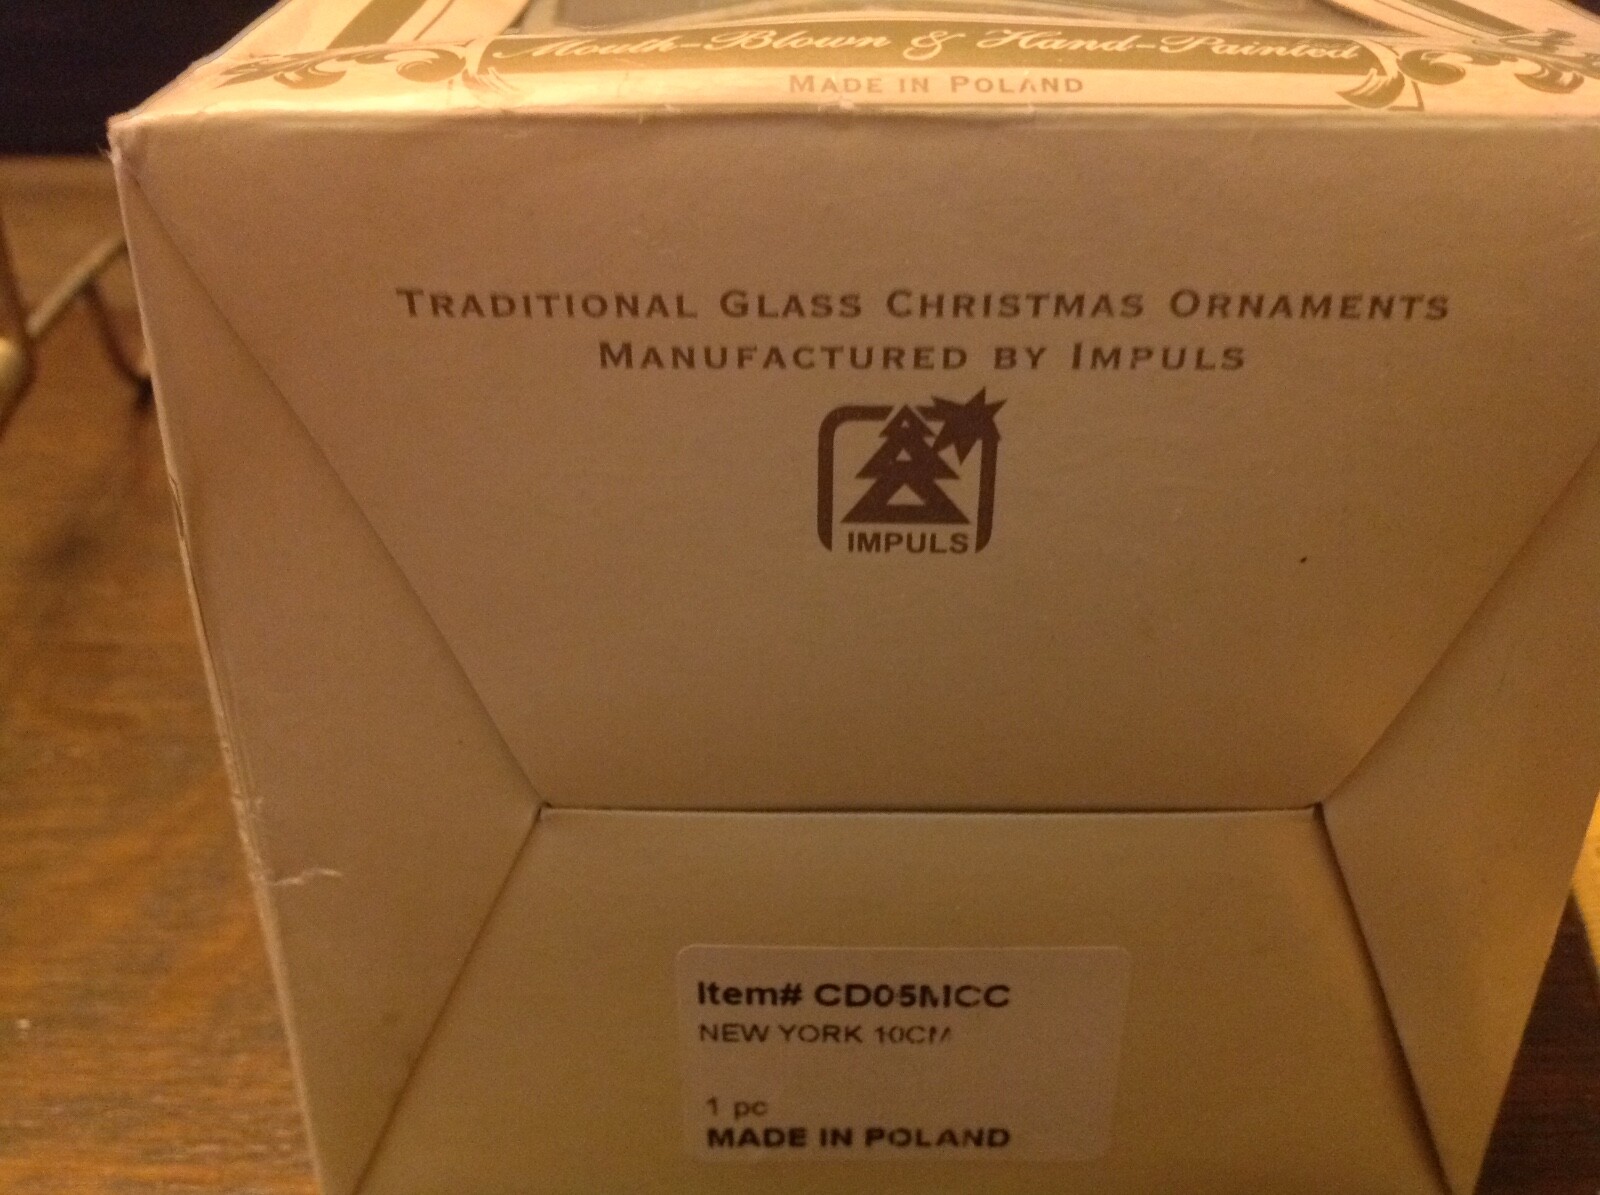 Mouth-Blown & Hand-Painted
MADE IN POLAND
TRADITIONAL GLASS CHRISTMAS ORNAMENTS
MANUFACTURED BY IMPULS
IMPULS
Item# CD05MCC
NEW YORK 10CM
1 pc
MADE IN POLAND